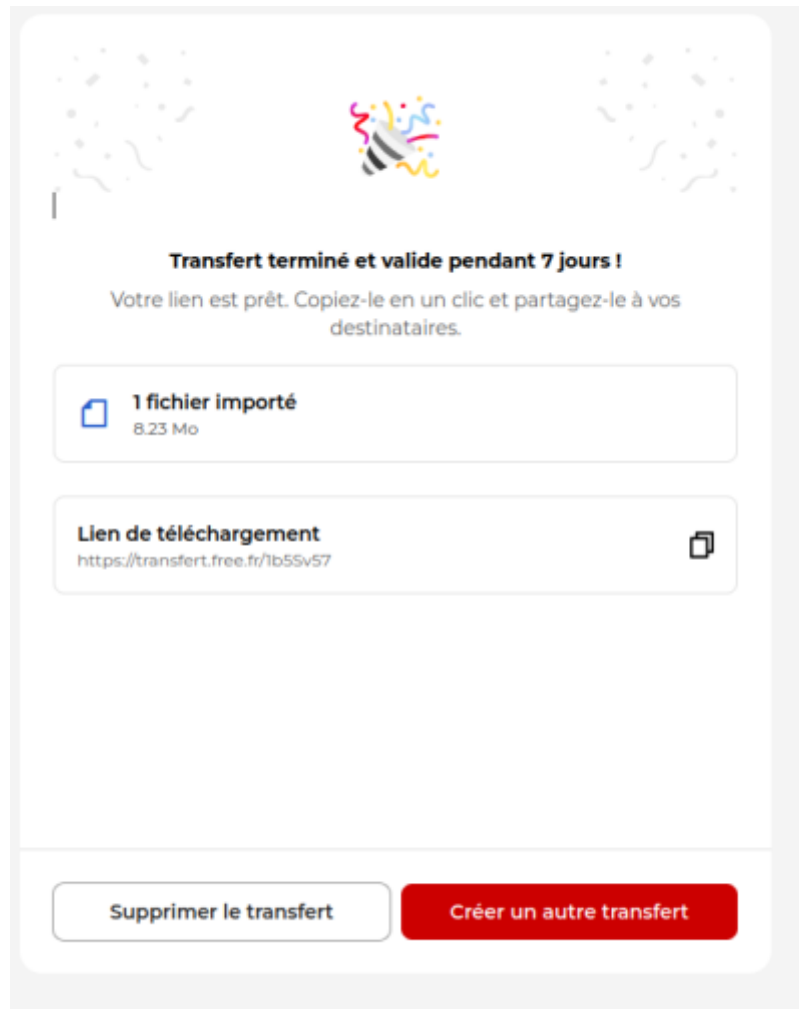 Transfert terminé et valide pendant 7 jours !
Votre lien est prêt. Copiez-le en un clic et partagez-le à vos
destinataires.
1 fichier importé
8.23 Mo
Lien de téléchargement
https://transfert.free.fr/1b5Sv57
Supprimer le transfert
Créer un autre transfert